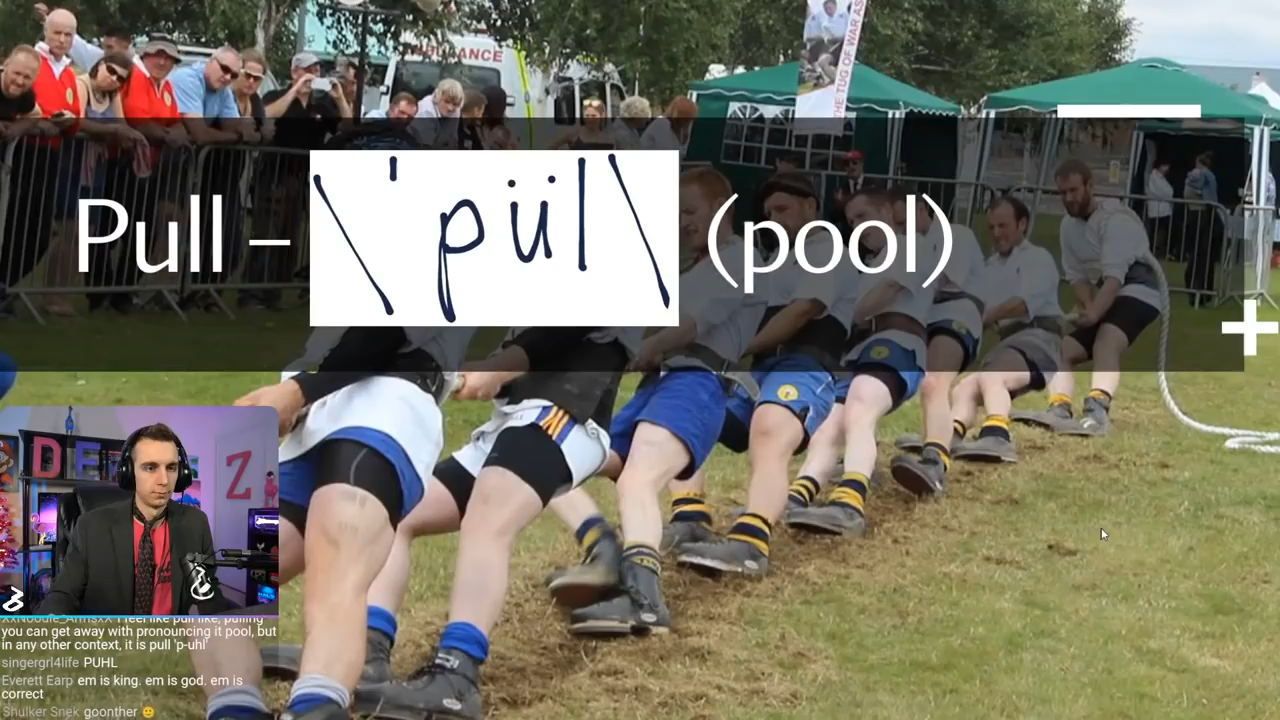 AMBULANCE
THE TUG OF WAR AS
Pull – \ ˈpül \ (pool)
+
DE Z
xXNoodle_ArmsXx I feel like pull like, pulling
you can get away with pronouncing it pool, but
in any other context, it is pull 'p-uhl'
singergrl4life PUHL
Everett Earp em is king. em is god. em is
correct
Shulker Snek goonther 🙂